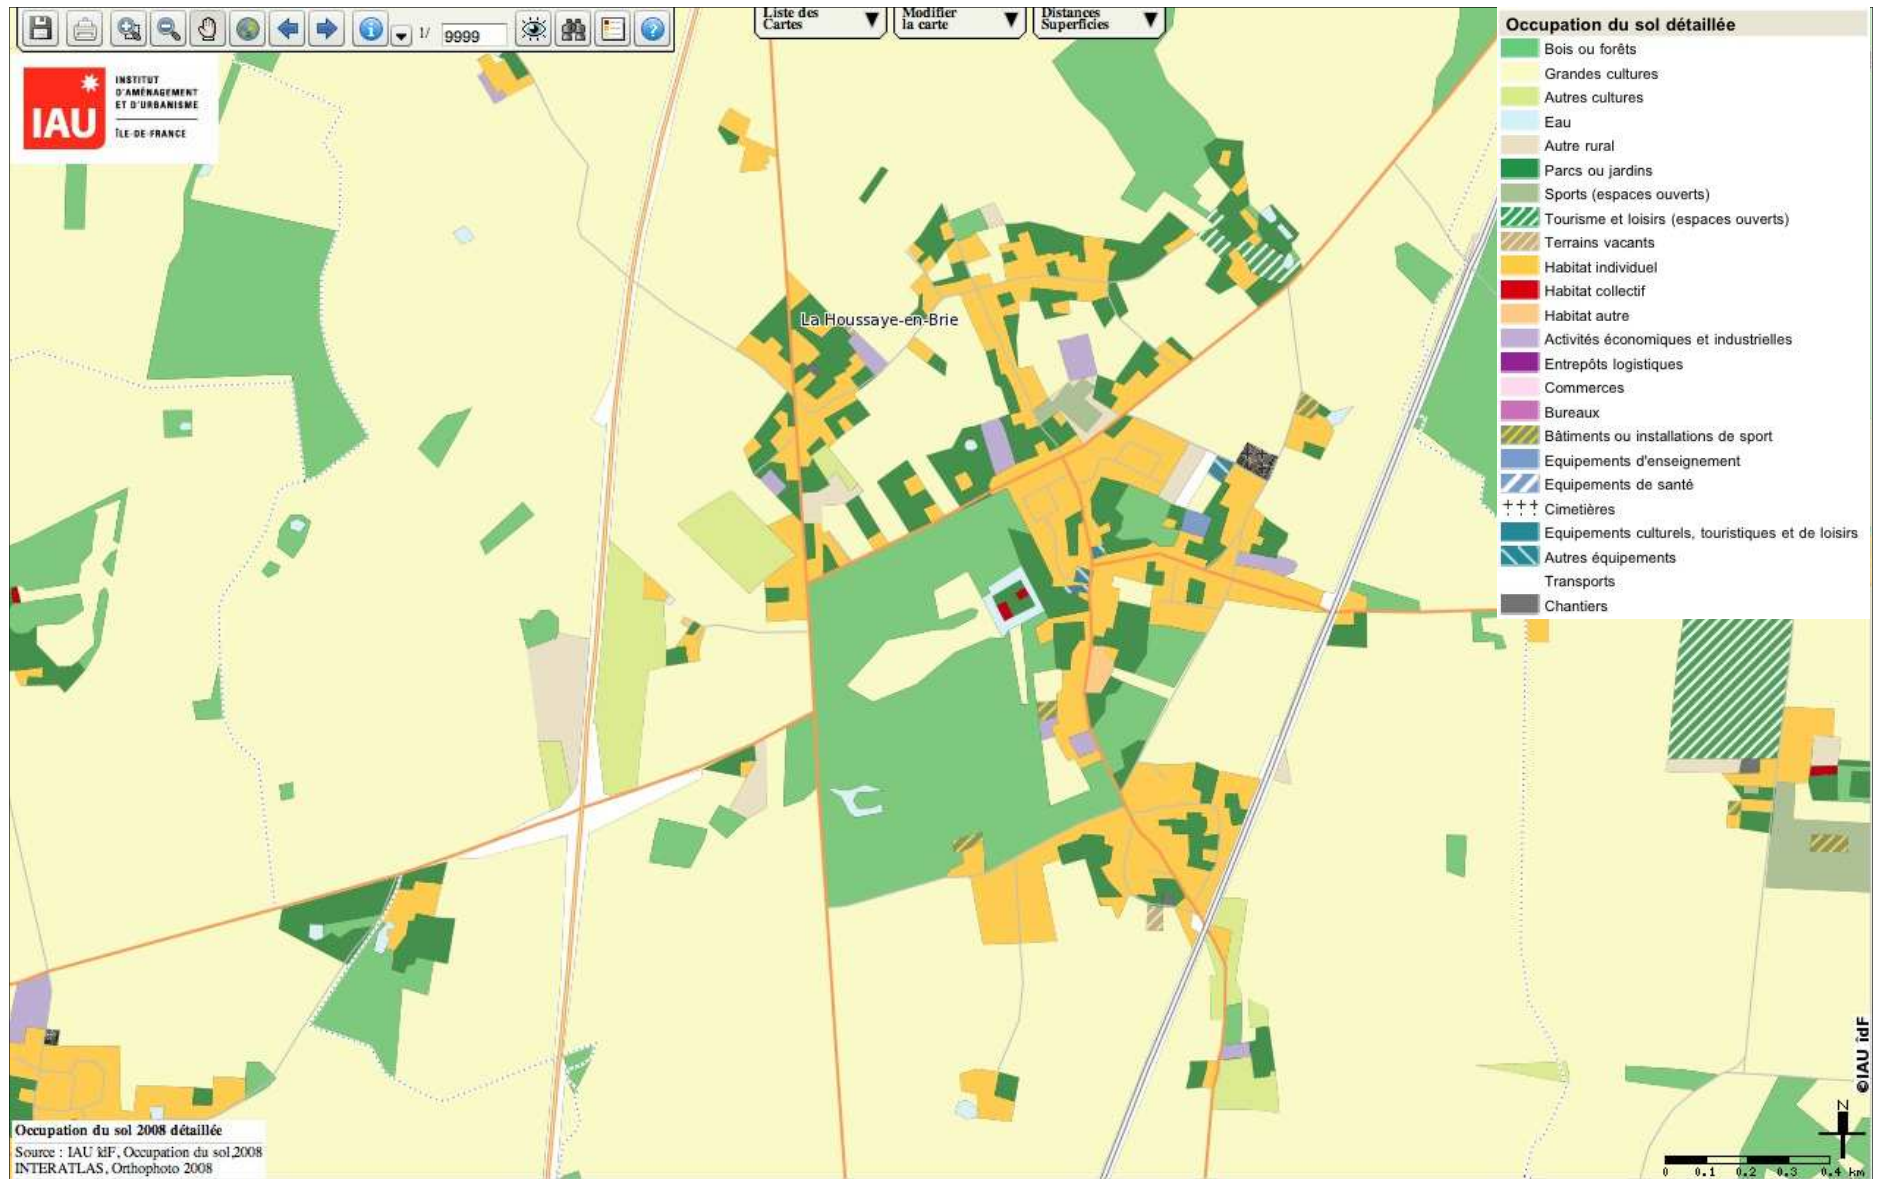 1/ 9999
Liste des
Cartes
Modifier
la carte
Distances
Superficies
IAU
INSTITUT
D'AMÉNAGEMENT
ET D'URBANISME
ÎLE-DE-FRANCE
Occupation du sol détaillée
Bois ou forêts
Grandes cultures
Autres cultures
Eau
Autre rural
Parcs ou jardins
Sports (espaces ouverts)
Tourisme et loisirs (espaces ouverts)
Terrains vacants
Habitat individuel
Habitat collectif
Habitat autre
Activités économiques et industrielles
Entrepôts logistiques
Commerces
Bureaux
Bâtiments ou installations de sport
Equipements d'enseignement
Equipements de santé
Cimetières
Equipements culturels, touristiques et de loisirs
Autres équipements
Transports
Chantiers
La Houssaye-en-Brie
©IAU îdF
N
0 0.1 0.2 0.3 0.4 km
Occupation du sol 2008 détaillée
Source : IAU îdF, Occupation du sol,2008
INTERATLAS, Orthophoto 2008